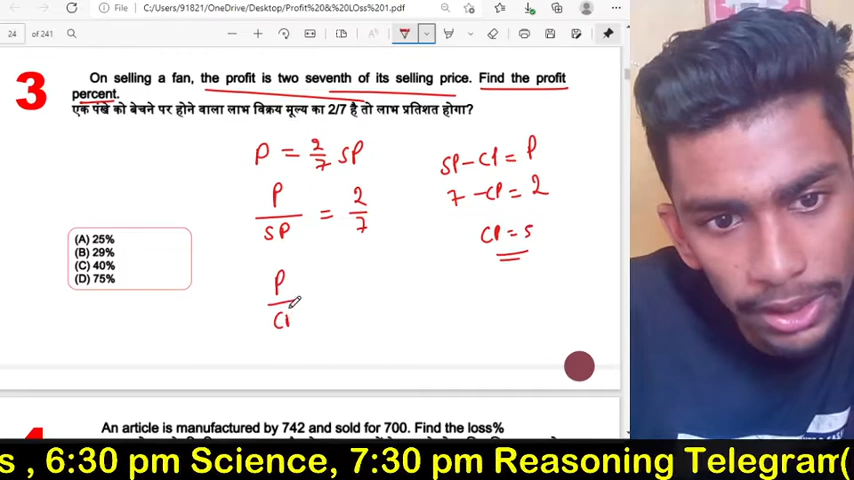 File
C:/Users/91821/OneDrive/Desktop/Profit%20&%20LOss%201.pdf
24 of 241
3
On selling a fan, the profit is two seventh of its selling price. Find the profit
percent.
एक पंखे को बेचने पर होने वाला लाभ विक्रय मूल्य का 2/7 है तो लाभ प्रतिशत होगा?
P = 2/7 SP
P/SP = 2/7
P/CP
SP-CP = P
7-CP = 2
CP = 5
(A) 25%
(B) 29%
(C) 40%
(D) 75%
4
An article is manufactured by 742 and sold for 700. Find the loss%
s , 6:30 pm Science, 7:30 pm Reasoning Telegram(